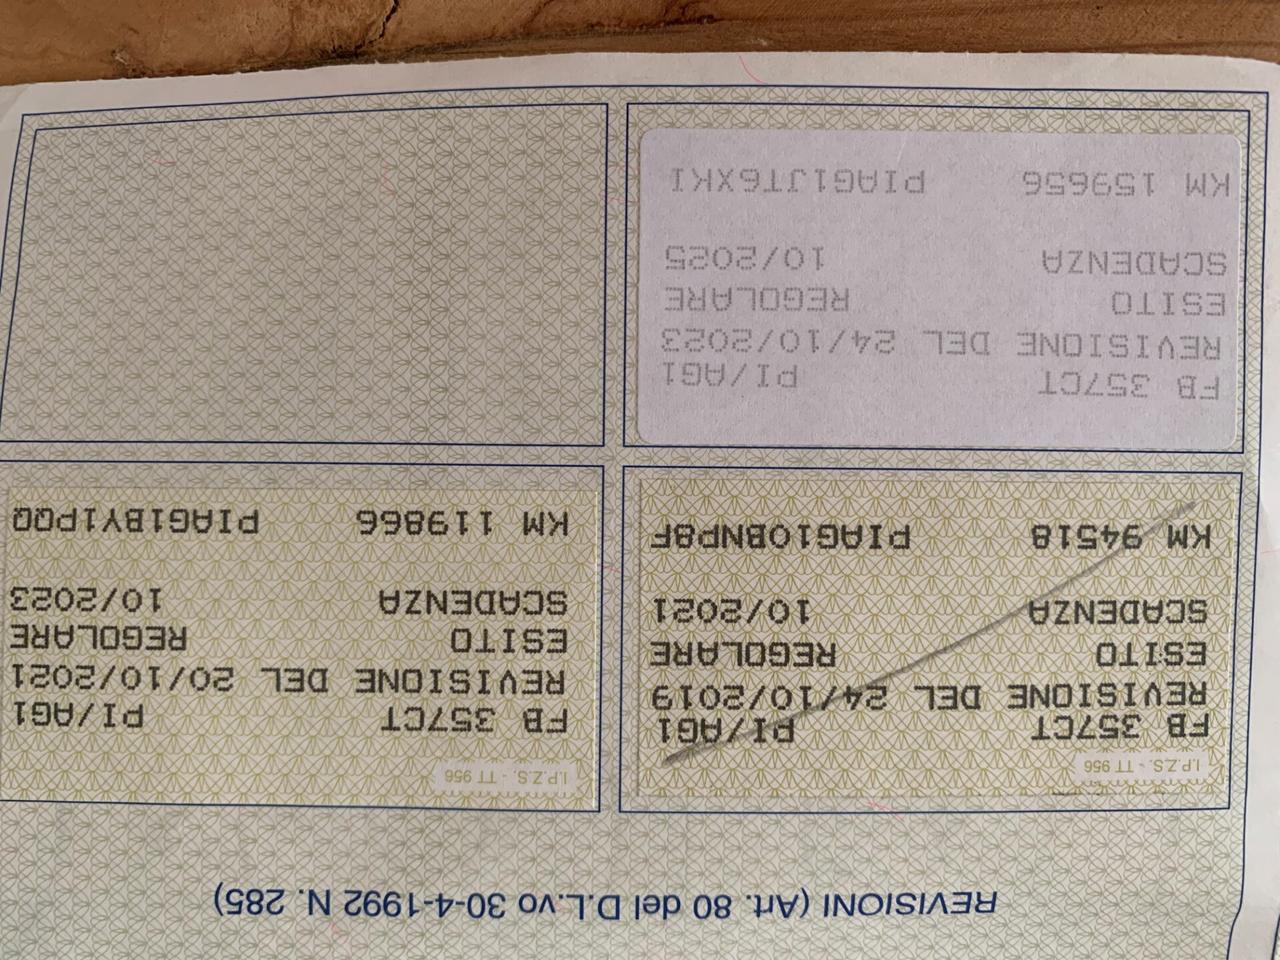 REVISIONI (Art. 80 del D.L.vo 30-4-1992 N. 285)
I.P.Z.S. - TT 956
FB 357CT PI/AG1
REVISIONE DEL 24/10/2019
ESITO REGOLARE
SCADENZA 10/2021
KM 94518 PIAG10BNP8F
I.P.Z.S. - TT 956
FB 357CT PI/AG1
REVISIONE DEL 20/10/2021
ESITO REGOLARE
SCADENZA 10/2023
KM 119866 PIAG1BY1PQQ
FB 357CT PI/AG1
REVISIONE DEL 24/10/2023
ESITO REGOLARE
SCADENZA 10/2025
KM 159656 PIAG1JT6XKI